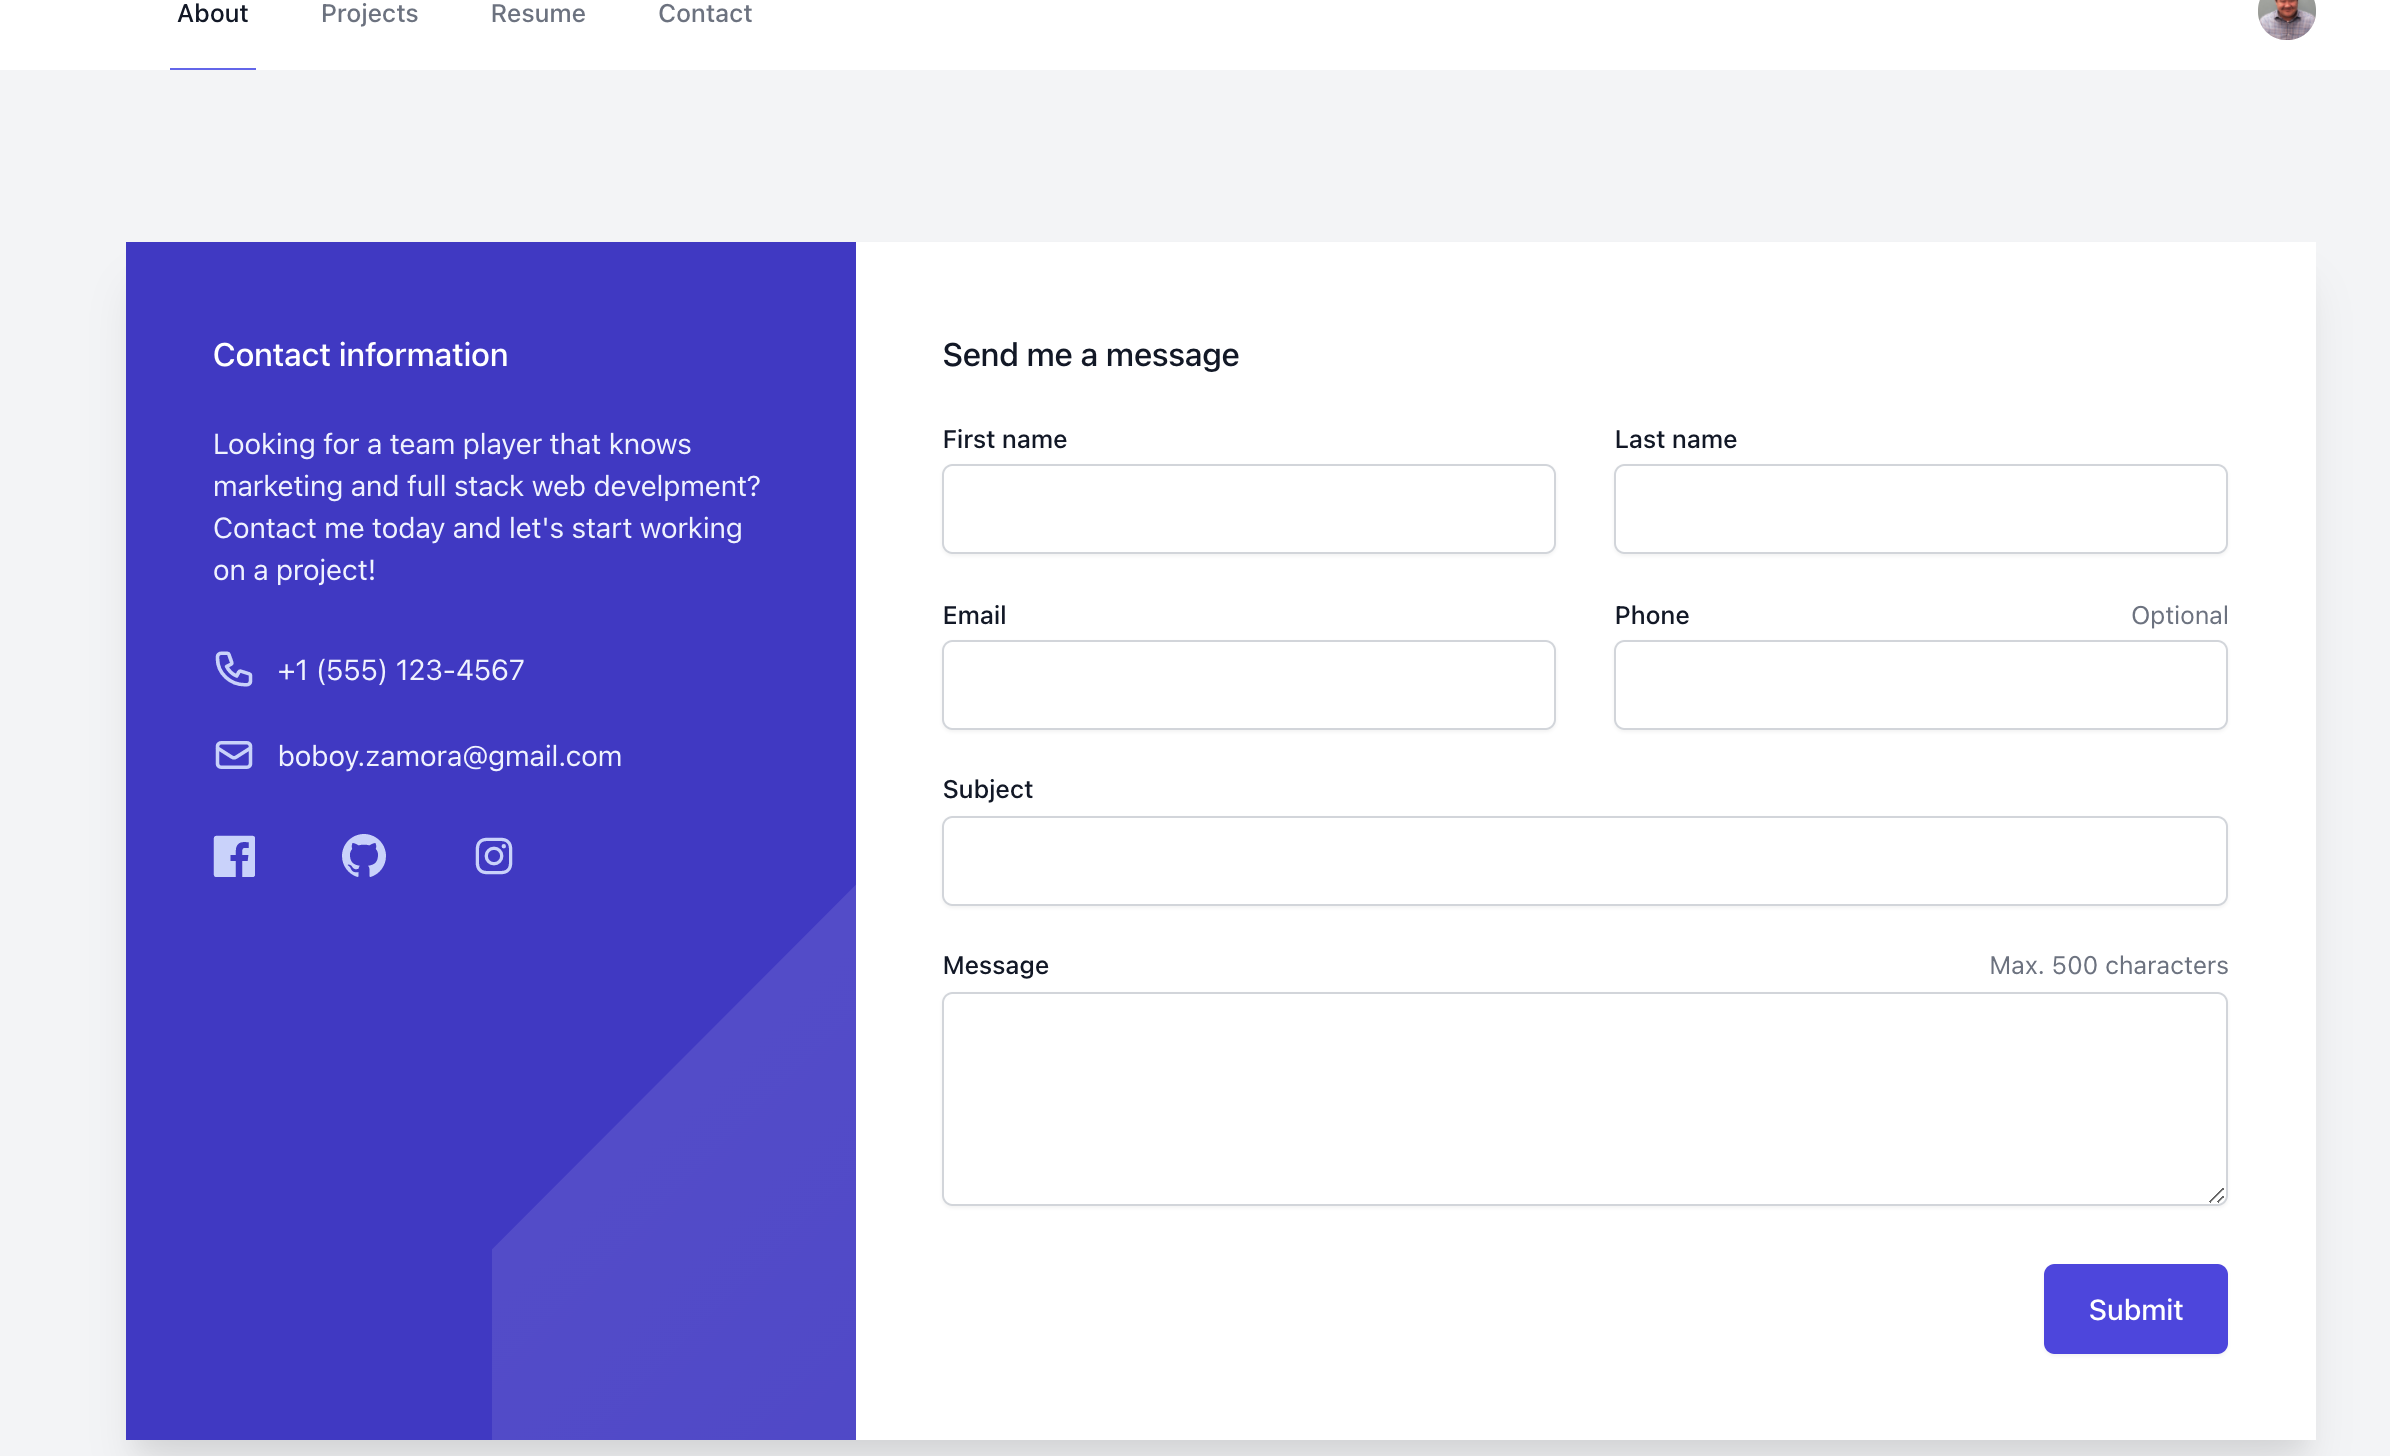 About
Projects
Resume
Contact
Contact information
Looking for a team player that knows
marketing and full stack web develpment?
Contact me today and let's start working
on a project!
+1 (555) 123-4567
boboy.zamora@gmail.com
Send me a message
First name
Last name
Email
Phone
Optional
Subject
Message
Max. 500 characters
Submit